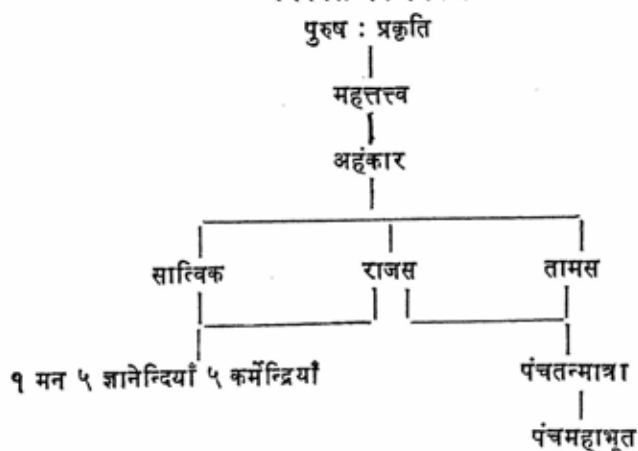 पुरुष : प्रकृति
महत्तत्त्व
अहंकार
सात्विक राजस तामस
१ मन ५ ज्ञानेन्दियाँ ५ कर्मेन्द्रियाँ पंचतन्मात्रा
पंचमहाभूत